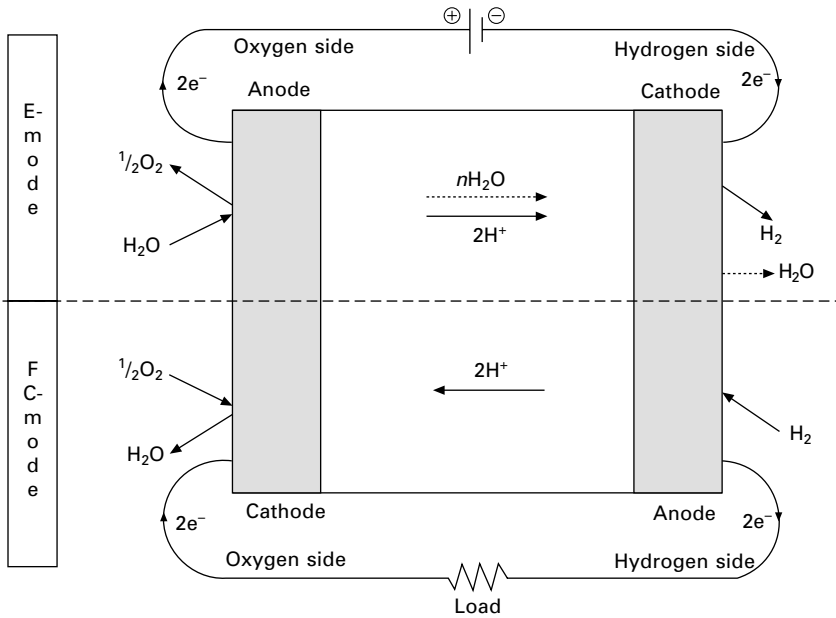 ⊕ ⊖
Oxygen side
Hydrogen side
2e⁻
2e⁻
Anode
Cathode
E-
m
o
d
e
¹/₂O₂
nH₂O
2H⁺
H₂O
H₂
H₂O
F
C-
m
o
d
e
¹/₂O₂
2H⁺
H₂O
H₂
Cathode
Anode
2e⁻
2e⁻
Oxygen side
Hydrogen side
Load